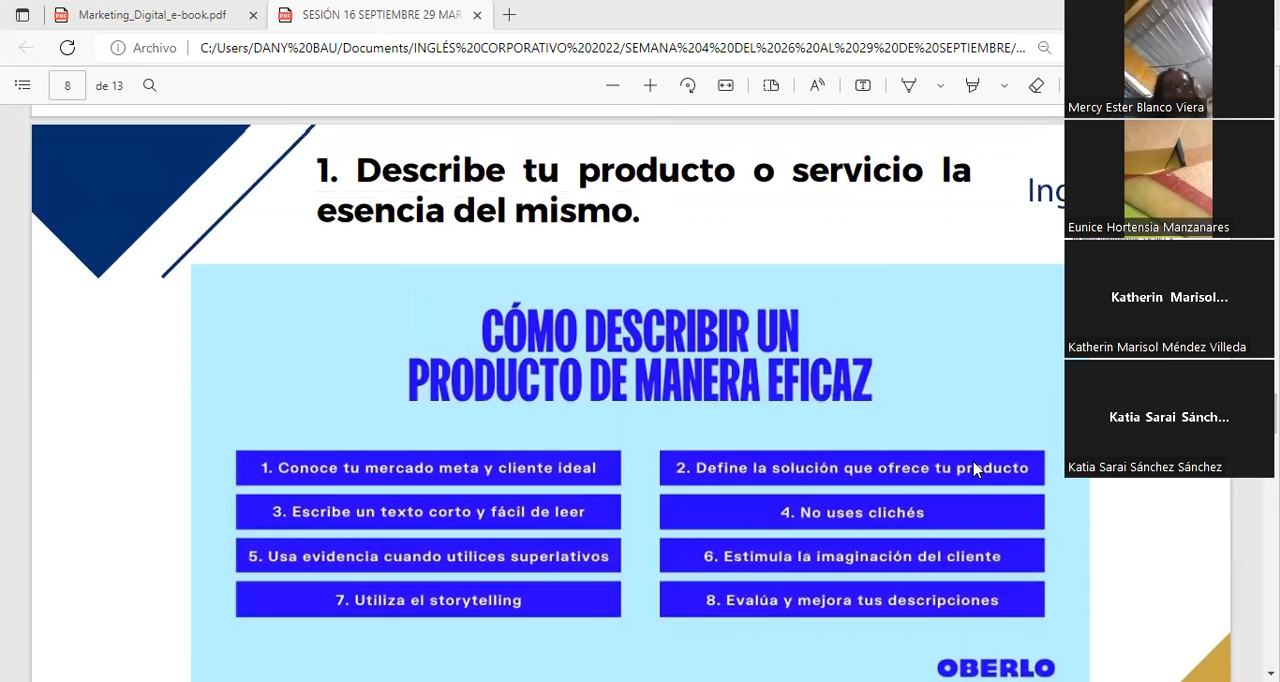 Marketing_Digital_e-book.pdf
SESIÓN 16 SEPTIEMBRE 29 MAR
Archivo
C:/Users/DANY%20BAU/Documents/INGLÉS%20CORPORATIVO%202022/SEMANA%204%20DEL%2026%20AL%2029%20DE%20SEPTIEMBRE/...
8
de 13
1. Describe tu producto o servicio la
esencia del mismo.
Ing
CÓMO DESCRIBIR UN
PRODUCTO DE MANERA EFICAZ
1. Conoce tu mercado meta y cliente ideal
2. Define la solución que ofrece tu producto
3. Escribe un texto corto y fácil de leer
4. No uses clichés
5. Usa evidencia cuando utilices superlativos
6. Estimula la imaginación del cliente
7. Utiliza el storytelling
8. Evalúa y mejora tus descripciones
OBERLO
Mercy Ester Blanco Viera
Eunice Hortensia Manzanares
Katherin Marisol...
Katherin Marisol Méndez Villeda
Katia Sarai Sánch...
Katia Sarai Sánchez Sánchez